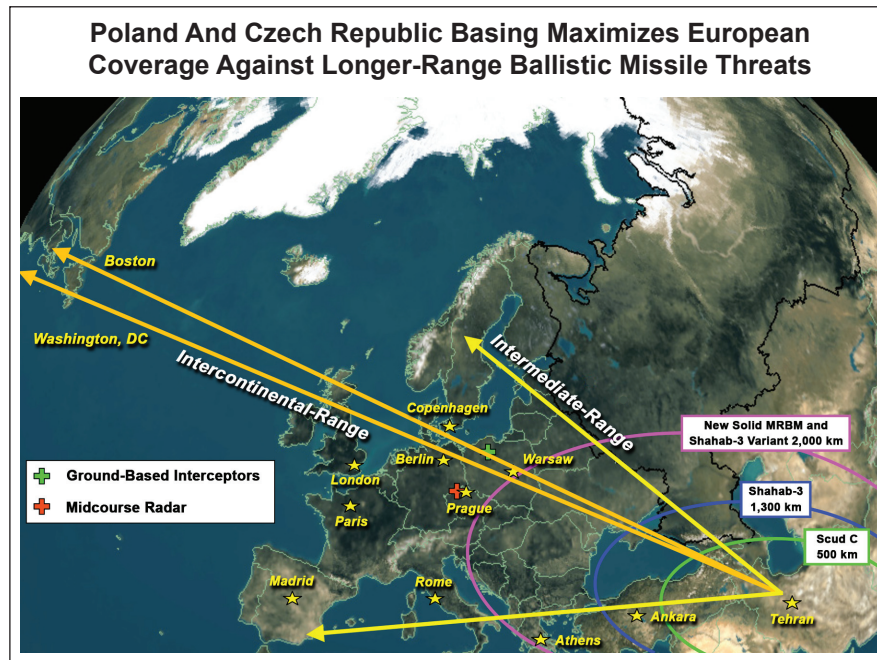 Poland And Czech Republic Basing Maximizes European
Coverage Against Longer-Range Ballistic Missile Threats
Boston
Washington, DC
Intercontinental-Range
Intermediate-Range
Copenhagen
New Solid MRBM and
Shahab-3 Variant 2,000 km
Berlin
Warsaw
Ground-Based Interceptors
London
Midcourse Radar
Prague
Shahab-3
1,300 km
Paris
Scud C
500 km
Madrid
Rome
Ankara
Tehran
Athens